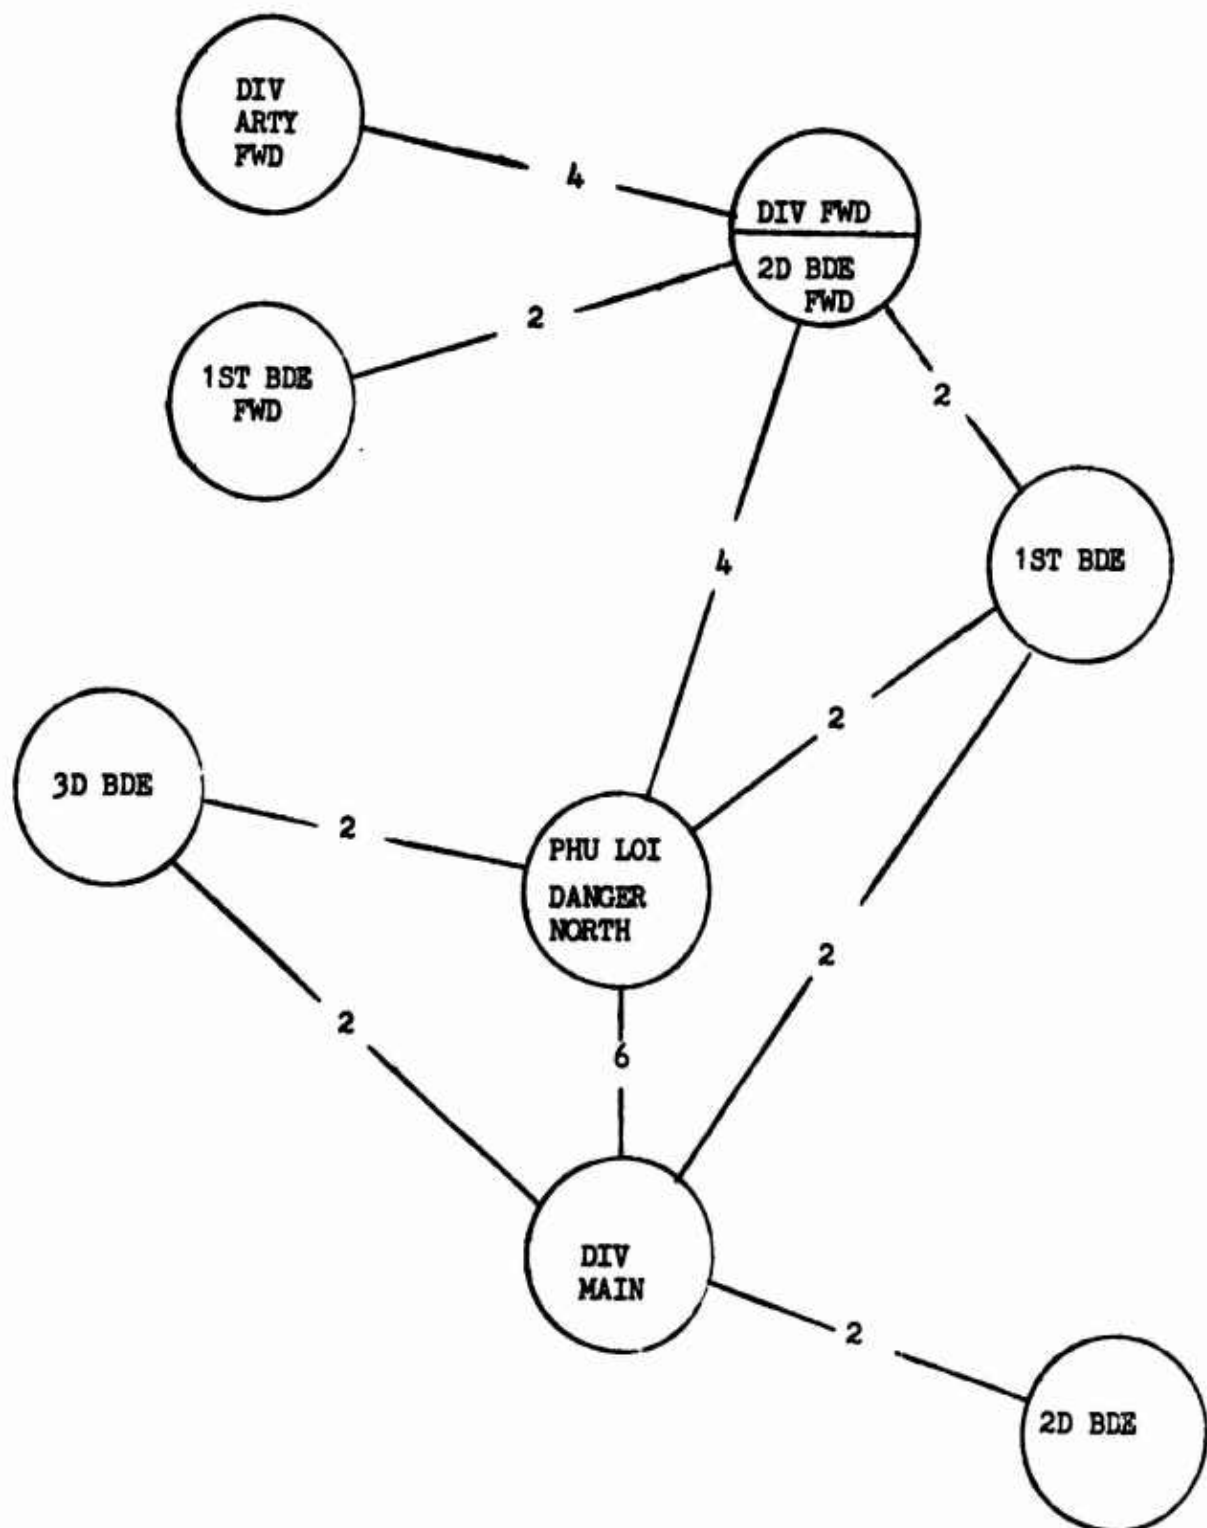 DIV
ARTY
FWD
4
DIV FWD
2D BDE
FWD
2
1ST BDE
FWD
2
4
1ST BDE
2
3D BDE
2
PHU LOI
DANGER
NORTH
2
2
6
DIV
MAIN
2
2D BDE